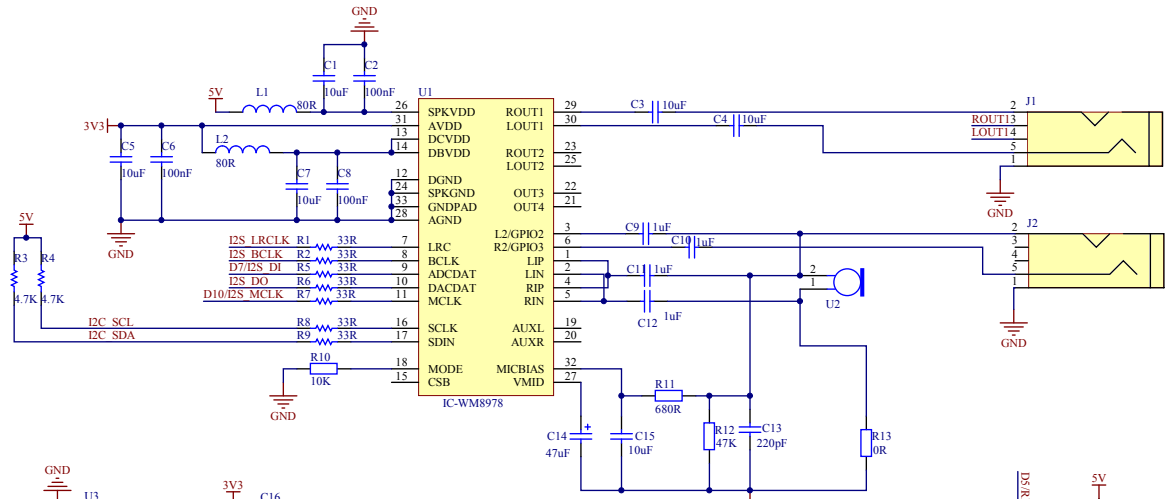 GND
C1
C2
10uF
100nF
5V
L1
80R
3V3
C5
C6
10uF
100nF
L2
80R
C7
C8
10uF
100nF
GND
U1
26
31
13
14
12
24
33
28
7
8
9
10
11
16
17
18
15
SPKVDD
AVDD
DCVDD
DBVDD
DGND
SPKGND
GNDPAD
AGND
LRC
BCLK
ADCDAT
DACDAT
MCLK
SCLK
SDIN
MODE
CSB
ROUT1
LOUT1
ROUT2
LOUT2
OUT3
OUT4
L2/GPIO2
R2/GPIO3
LIP
LIN
RIP
RIN
AUXL
AUXR
MICBIAS
VMID
29
30
23
25
22
21
3
6
1
2
4
5
19
20
32
27
IC-WM8978
5V
R3
R4
4.7K
4.7K
I2S_LRCLK R1 33R
I2S_BCLK R2 33R
D7/I2S_DI R5 33R
I2S_DO R6 33R
D10/I2S_MCLK R7 33R
I2C_SCL R8 33R
I2C_SDA R9 33R
R10
10K
GND
C3
10uF
C4
10uF
J1
2
ROUT1 3
LOUT1 4
5
1
GND
C9
1uF
C10
1uF
C11
1uF
C12
1uF
2
1
U2
J2
2
3
4
5
1
GND
R11
680R
C14
47uF
C15
10uF
R12
47K
C13
220pF
R13
0R
GND
U3
3V3
C16
D5/R
5V